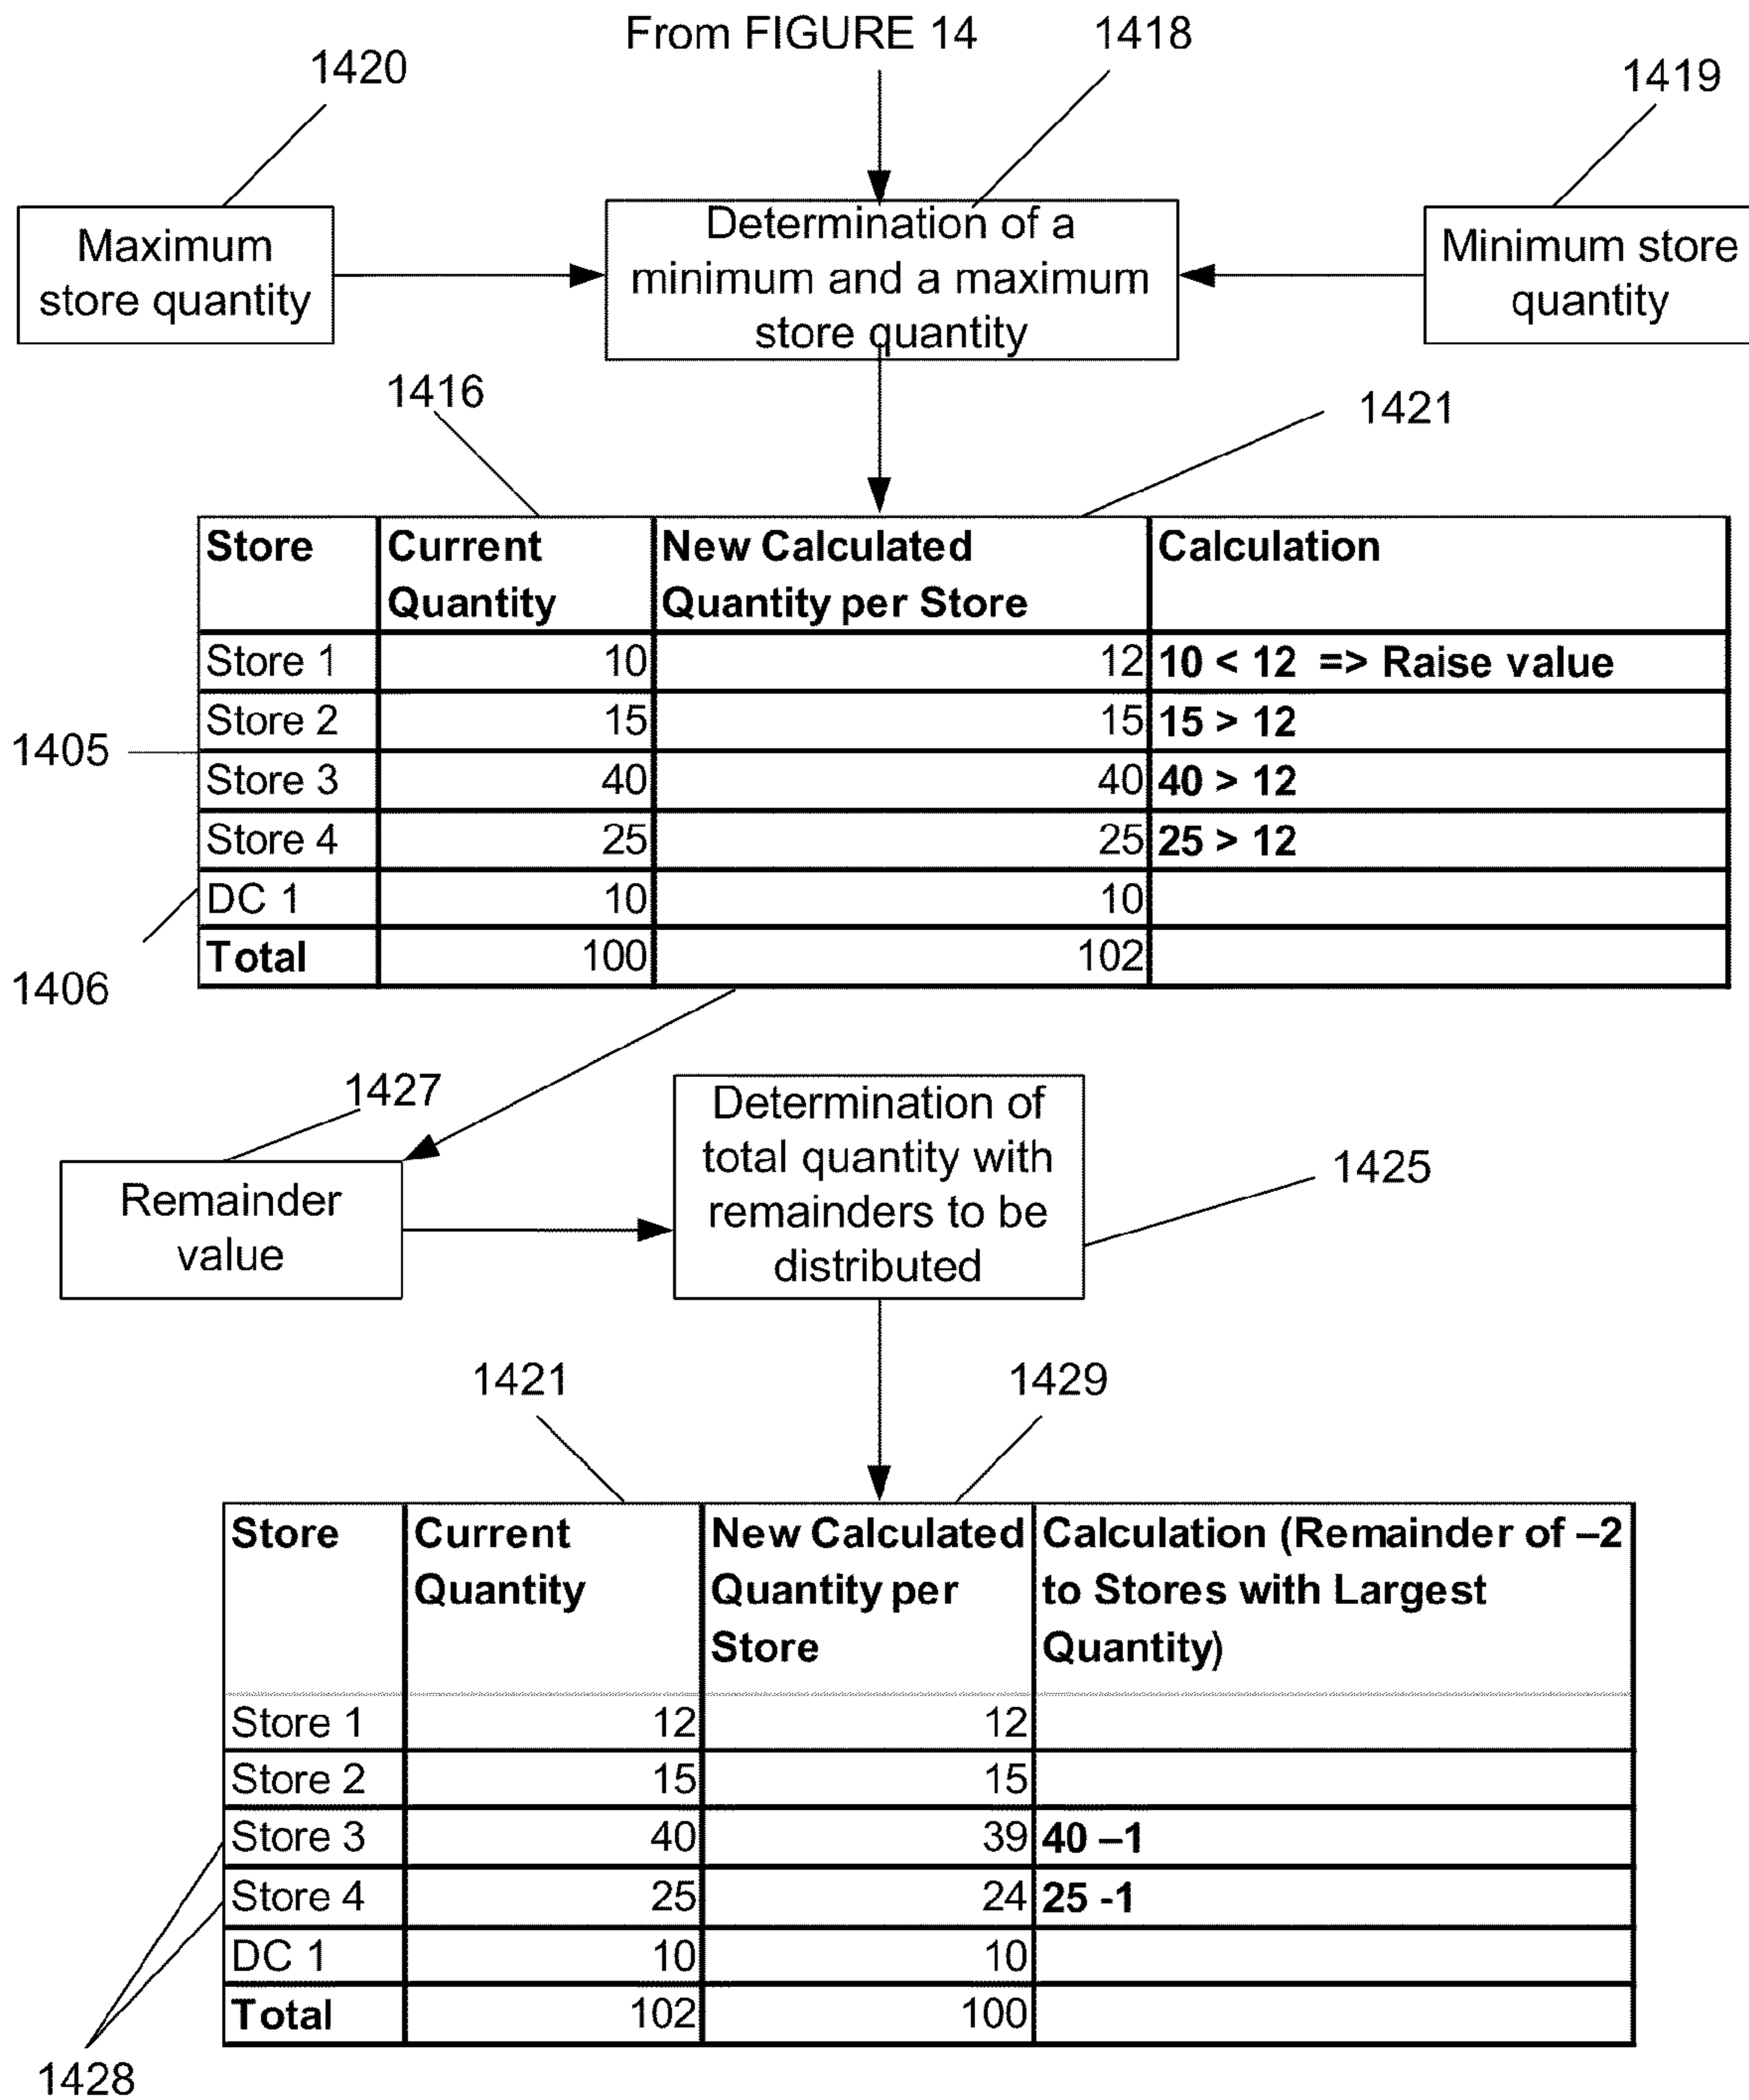 From FIGURE 14
1418
1420
1419
Maximum
store quantity
Determination of a
minimum and a maximum
store quantity
Minimum store
quantity
1416
1421
Store Current Quantity New Calculated Quantity per Store Calculation
Store 1 10 12 10 < 12 => Raise value
Store 2 15 15 15 > 12
1405
Store 3 40 40 40 > 12
Store 4 25 25 25 > 12
DC 1 10 10
Total 100 102
1406
1427
Remainder
value
Determination of
total quantity with
remainders to be
distributed
1425
1421
1429
Store Current Quantity New Calculated Quantity per Store Calculation (Remainder of –2 to Stores with Largest Quantity)
Store 1 12 12
Store 2 15 15
Store 3 40 39 40 –1
Store 4 25 24 25 -1
DC 1 10 10
Total 102 100
1428